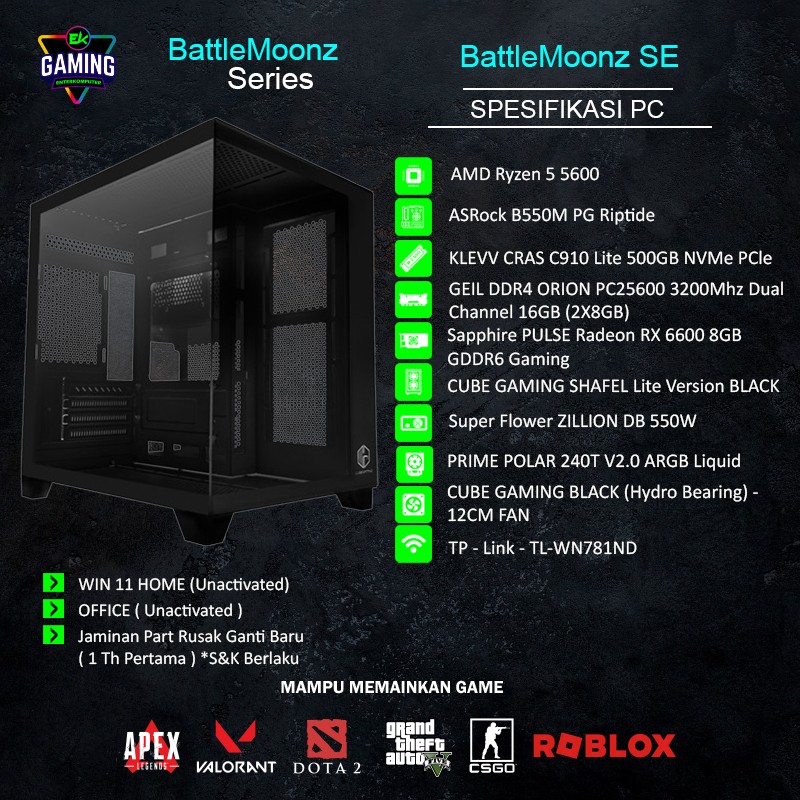 EK
GAMING
ENTERKOMPUTER
BattleMoonz
Series
BattleMoonz SE
SPESIFIKASI PC
AMD Ryzen 5 5600
ASRock B550M PG Riptide
KLEVV CRAS C910 Lite 500GB NVMe PCle
GEIL DDR4 ORION PC25600 3200Mhz Dual
Channel 16GB (2X8GB)
Sapphire PULSE Radeon RX 6600 8GB
GDDR6 Gaming
CUBE GAMING SHAFEL Lite Version BLACK
Super Flower ZILLION DB 550W
PRIME POLAR 240T V2.0 ARGB Liquid
CUBE GAMING BLACK (Hydro Bearing) -
12CM FAN
TP - Link - TL-WN781ND
WIN 11 HOME (Unactivated)
OFFICE ( Unactivated )
Jaminan Part Rusak Ganti Baru
( 1 Th Pertama ) *S&K Berlaku
MAMPU MEMAINKAN GAME
APEX
LEGENDS
VALORANT
DOTA 2
grand
theft
auto
FIVE
CSGO
ROBLOX